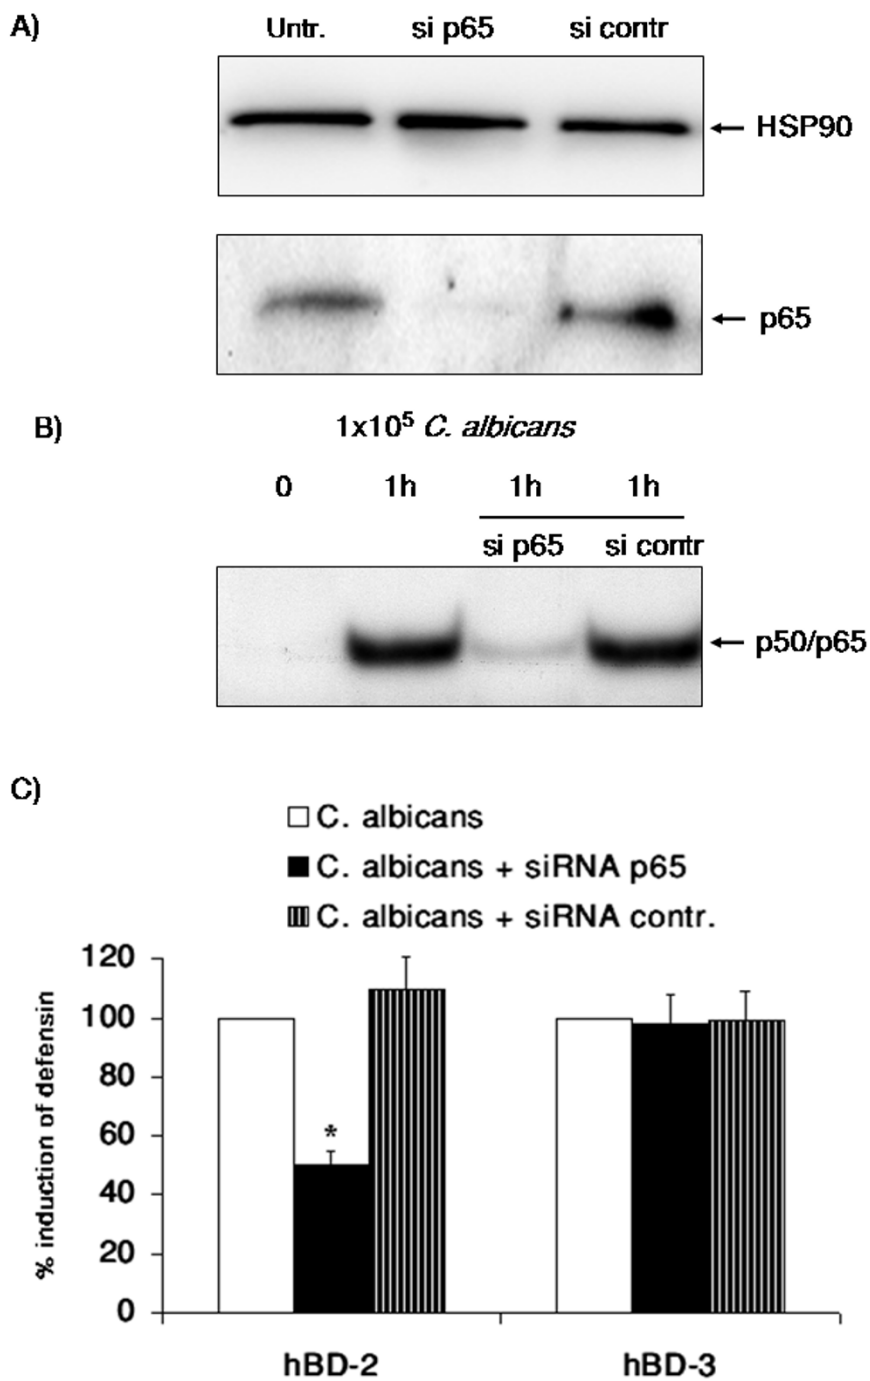 A)
Untr. si p65 si contr
HSP90
p65
B)
1x10⁵ C. albicans
0 1h 1h 1h
si p65 si contr
p50/p65
C)
C. albicans
C. albicans + siRNA p65
C. albicans + siRNA contr.
% induction of defensin
120
100
80
60
*
40
20
0
hBD-2 hBD-3